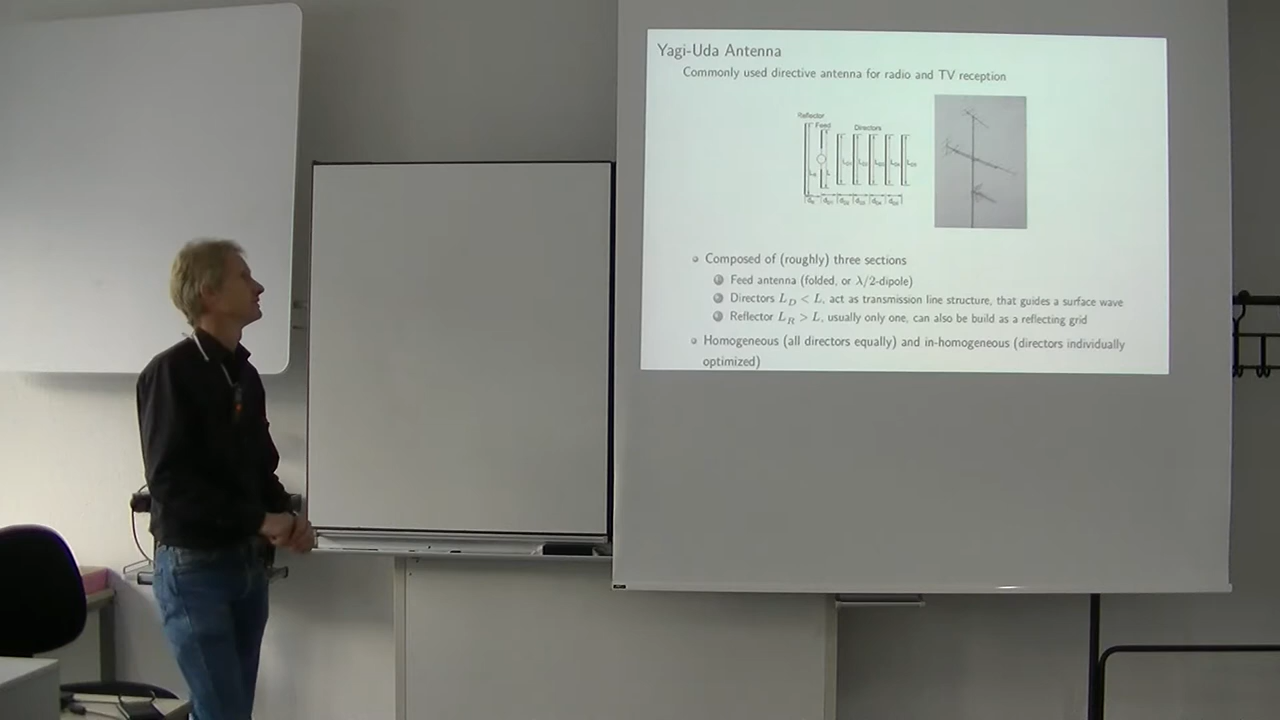 Yagi-Uda Antenna
Commonly used directive antenna for radio and TV reception
Reflector
Feed
Directors
Composed of (roughly) three sections
Feed antenna (folded, or λ/2-dipole)
Directors L_D < L, act as transmission line structure, that guides a surface wave
Reflector L_R > L, usually only one, can also be build as a reflecting grid
Homogeneous (all directors equally) and in-homogeneous (directors individually
optimized)